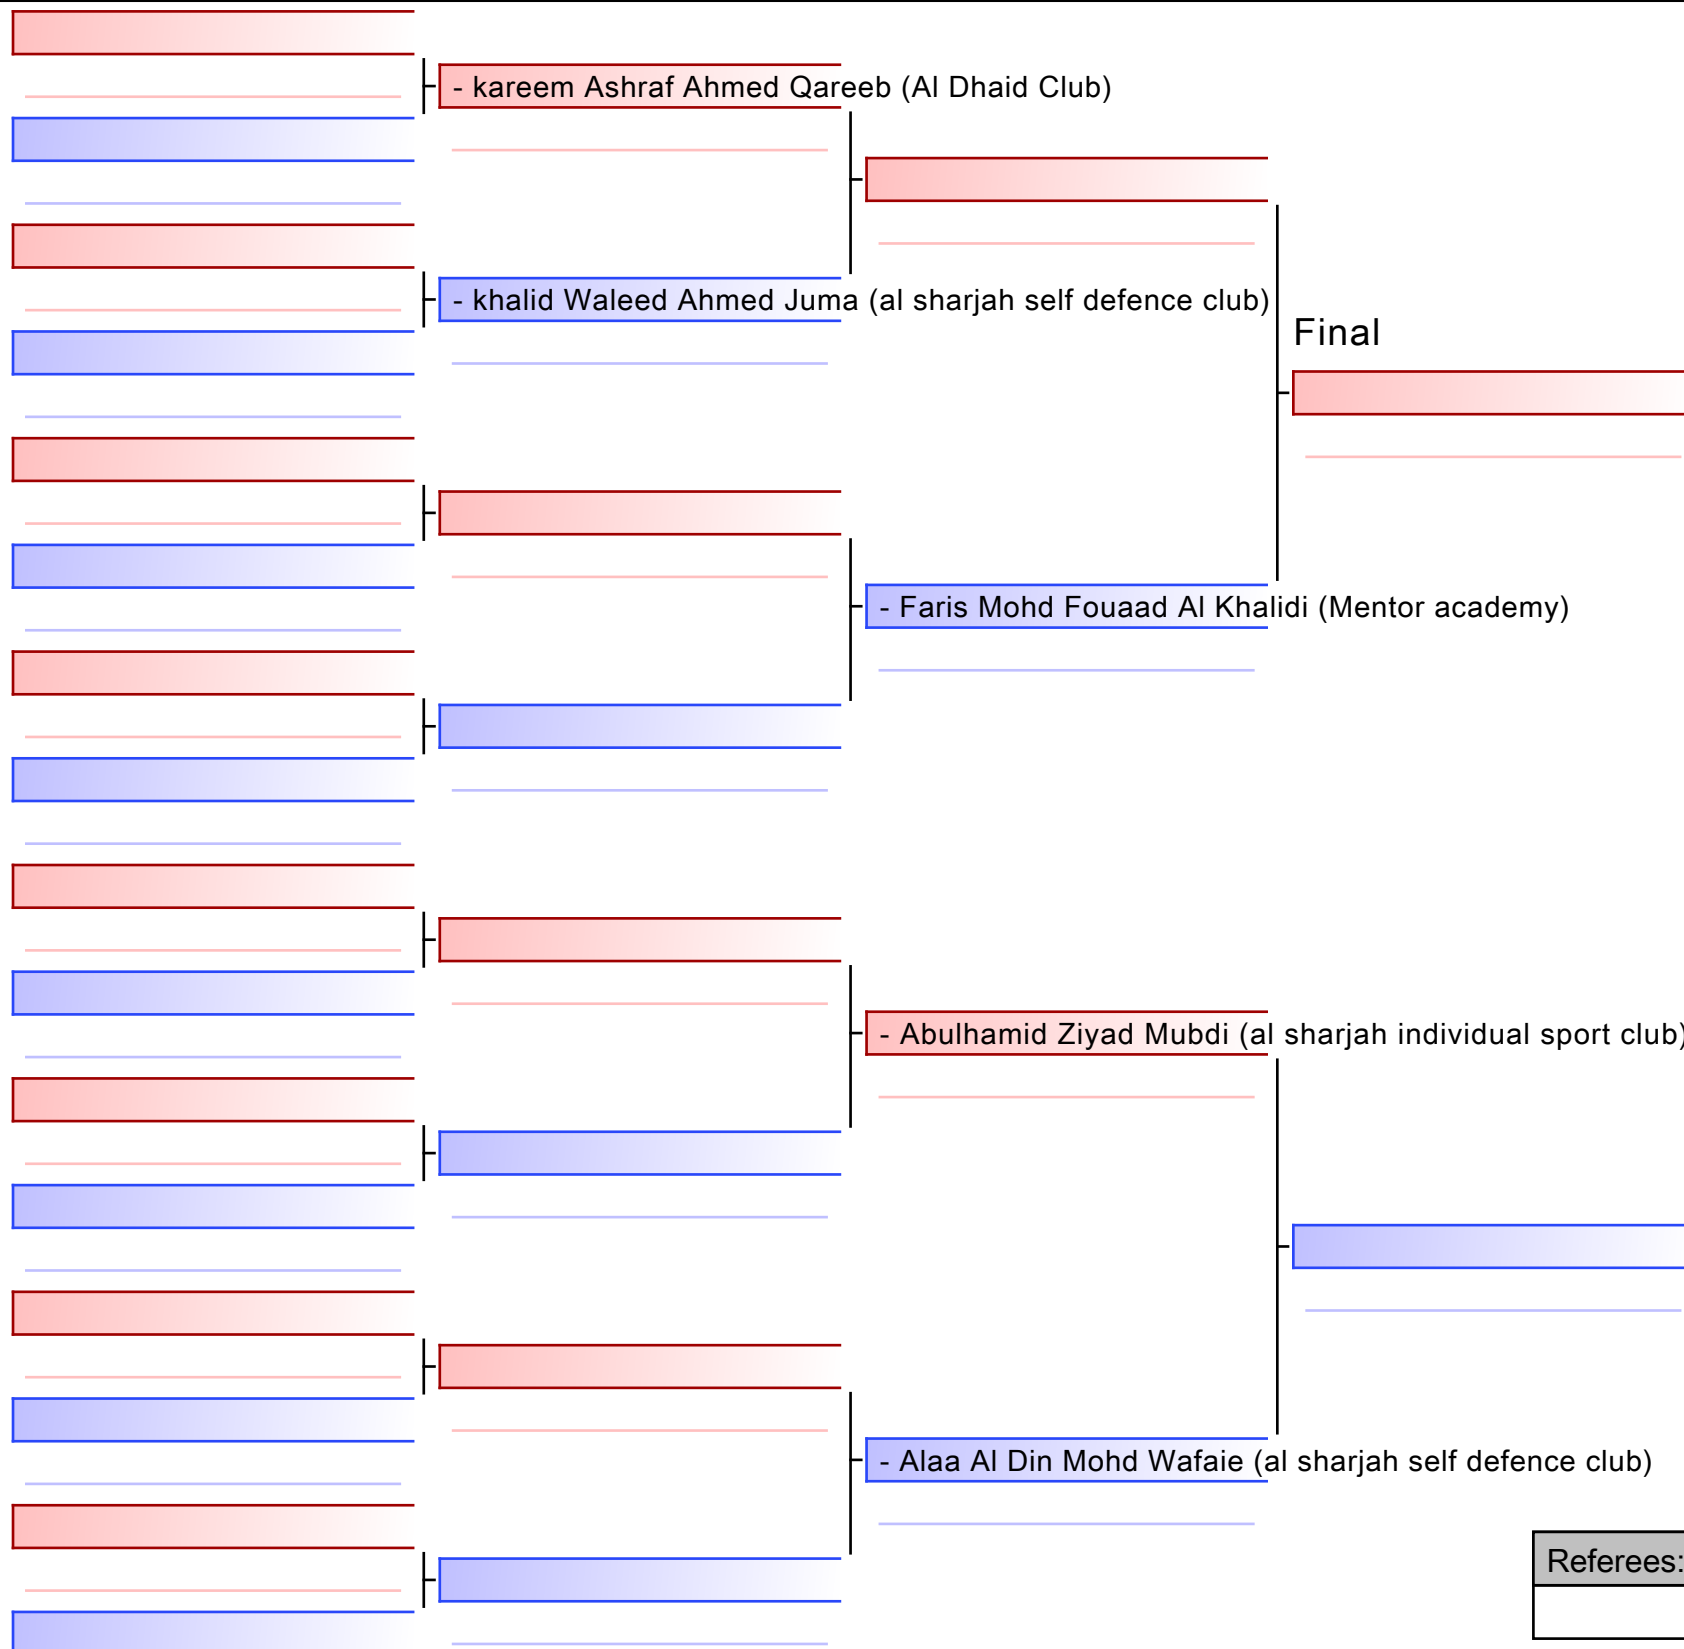 - kareem Ashraf Ahmed Qareeb (Al Dhaid Club)
- khalid Waleed Ahmed Juma (al sharjah self defence club)
Final
- Faris Mohd Fouaad Al Khalidi (Mentor academy)
- Abulhamid Ziyad Mubdi (al sharjah individual sport club)
- Alaa Al Din Mohd Wafaie (al sharjah self defence club)
Referees: